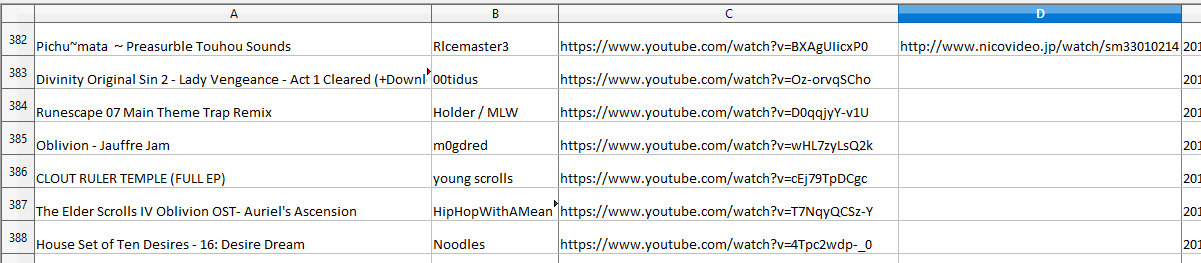 A B C D
382 Pichu~mata ~ Preasurble Touhou Sounds Rlcemaster3 https://www.youtube.com/watch?v=BXAgUIicxP0 http://www.nicovideo.jp/watch/sm33010214 201
383 Divinity Original Sin 2 - Lady Vengeance - Act 1 Cleared (+Downl 00tidus https://www.youtube.com/watch?v=Oz-orvqSCho 201
384 Runescape 07 Main Theme Trap Remix Holder / MLW https://www.youtube.com/watch?v=D0qqjyY-v1U 201
385 Oblivion - Jauffre Jam m0gdred https://www.youtube.com/watch?v=wHL7zyLsQ2k 201
386 CLOUT RULER TEMPLE (FULL EP) young scrolls https://www.youtube.com/watch?v=cEj79TpDCgc 201
387 The Elder Scrolls IV Oblivion OST- Auriel's Ascension HipHopWithAMean https://www.youtube.com/watch?v=T7NqyQCSz-Y 201
388 House Set of Ten Desires - 16: Desire Dream Noodles https://www.youtube.com/watch?v=4Tpc2wdp-_0 201